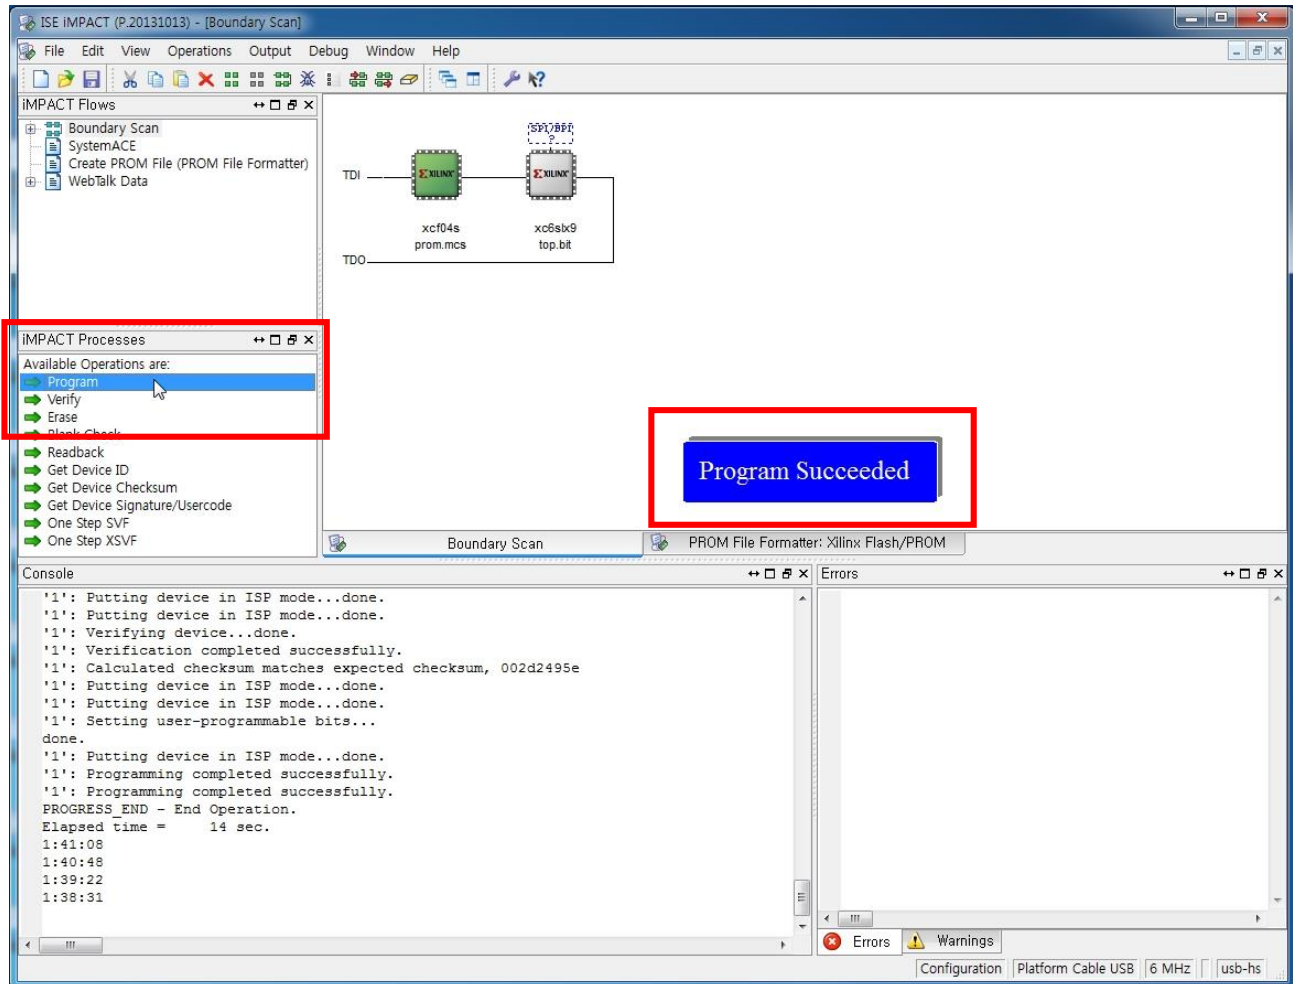 ISE iMPACT (P.20131013) - [Boundary Scan]
File Edit View Operations Output Debug Window Help
iMPACT Flows
Boundary Scan
SystemACE
Create PROM File (PROM File Formatter)
WebTalk Data
SPI/BPI
?
TDI
XILINX
XILINX
xcf04s
prom.mcs
xc6slx9
top.bit
TDO
iMPACT Processes
Available Operations are:
Program
Verify
Erase
Blank Check
Readback
Get Device ID
Get Device Checksum
Get Device Signature/Usercode
One Step SVF
One Step XSVF
Program Succeeded
Boundary Scan
PROM File Formatter: Xilinx Flash/PROM
Console
'1': Putting device in ISP mode...done.
'1': Putting device in ISP mode...done.
'1': Verifying device...done.
'1': Verification completed successfully.
'1': Calculated checksum matches expected checksum, 002d2495e
'1': Putting device in ISP mode...done.
'1': Putting device in ISP mode...done.
'1': Setting user-programmable bits...
done.
'1': Putting device in ISP mode...done.
'1': Programming completed successfully.
'1': Programming completed successfully.
PROGRESS_END - End Operation.
Elapsed time =     14 sec.
1:41:08
1:40:48
1:39:22
1:38:31
Errors
Errors
Warnings
Configuration
Platform Cable USB
6 MHz
usb-hs